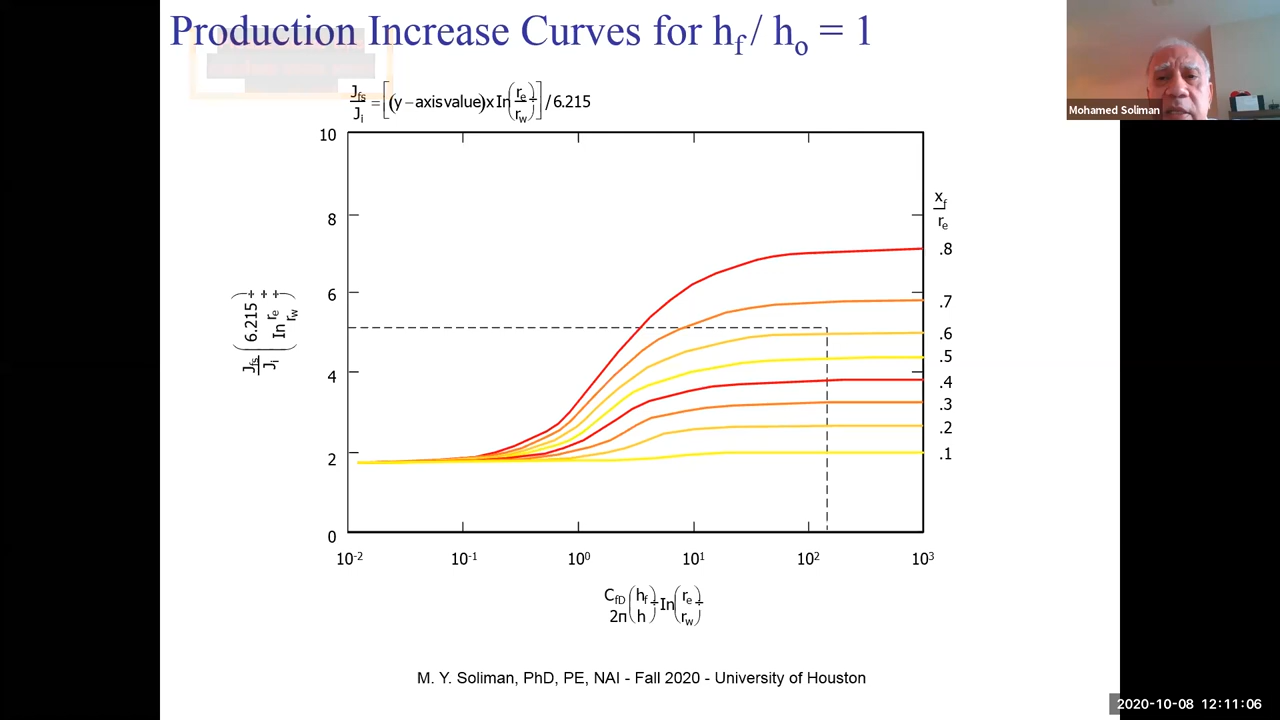 Production Increase Curves for hf / ho = 1
Mohamed Soliman
Jfs/Ji = [(y – axis value) x In(re/rw)] / 6.215
10
8
6
4
2
0
(6.215 ÷ In re/rw)
Jfs/Ji
xf/re
.8
.7
.6
.5
.4
.3
.2
.1
10-2
10-1
100
101
102
103
CfD/2π (hf/h) ÷ In(re/rw)
M. Y. Soliman, PhD, PE, NAI - Fall 2020 - University of Houston
2020-10-08 12:11:06